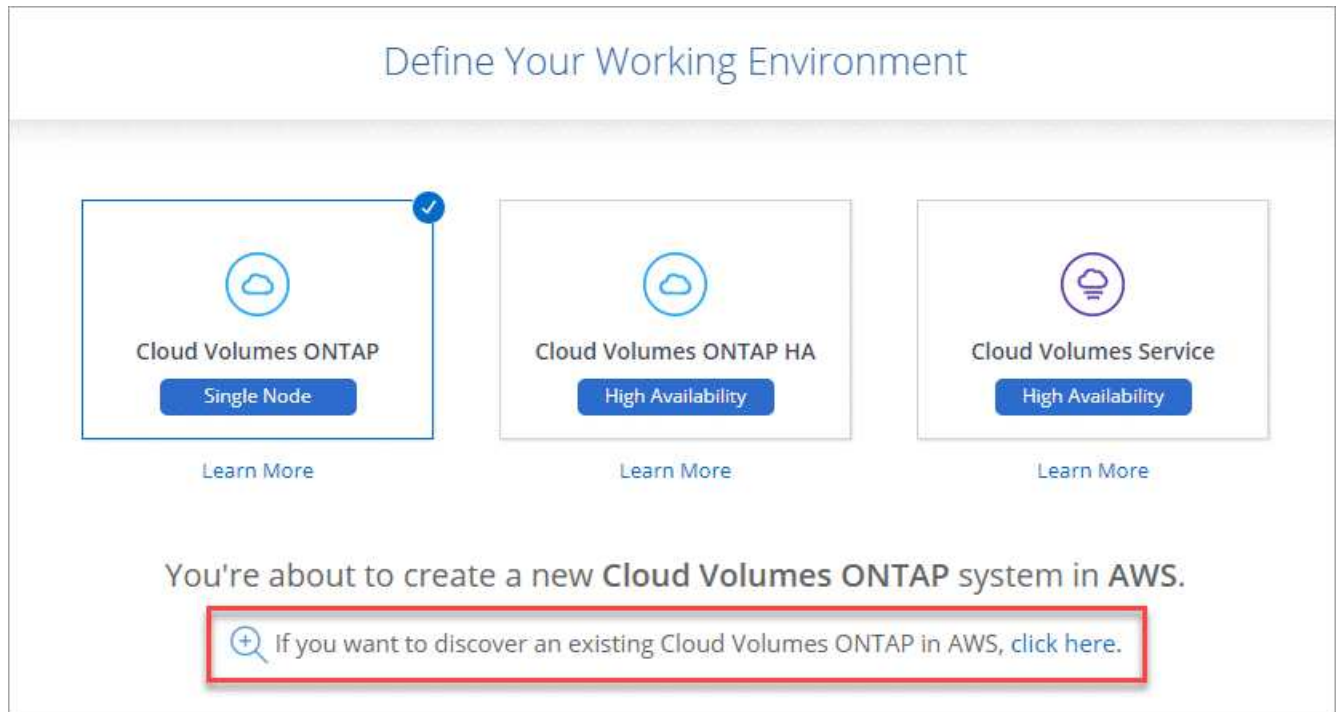 Define Your Working Environment
Cloud Volumes ONTAP
Single Node
Learn More
Cloud Volumes ONTAP HA
High Availability
Learn More
Cloud Volumes Service
High Availability
Learn More
You're about to create a new Cloud Volumes ONTAP system in AWS.
If you want to discover an existing Cloud Volumes ONTAP in AWS, click here.